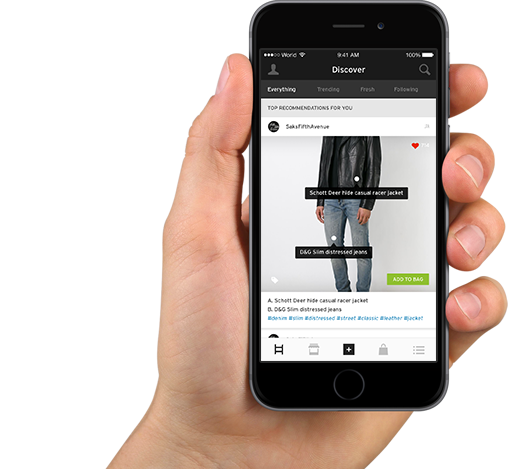 ●●●○○ World 9:41 AM 100%
Discover
Everything Trending Fresh Following
TOP RECOMMENDATIONS FOR YOU
SaksFifthAvenue
Schott Deer hide casual racer jacket
D&G Slim distressed jeans
ADD TO BAG
A. Schott Deer hide casual racer jacket
B. D&G Slim distressed jeans
#denim #slim #distressed #street #classic #leather #jacket